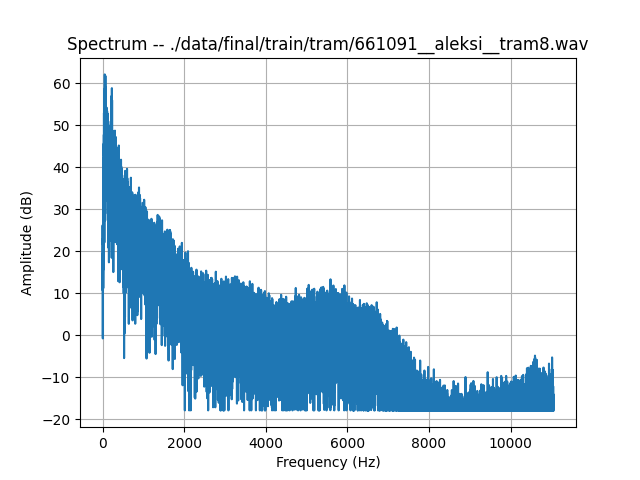 Spectrum -- ./data/final/train/tram/661091__aleksi__tram8.wav
60
50
40
30
20
10
0
−10
−20
Amplitude (dB)
0 2000 4000 6000 8000 10000
Frequency (Hz)